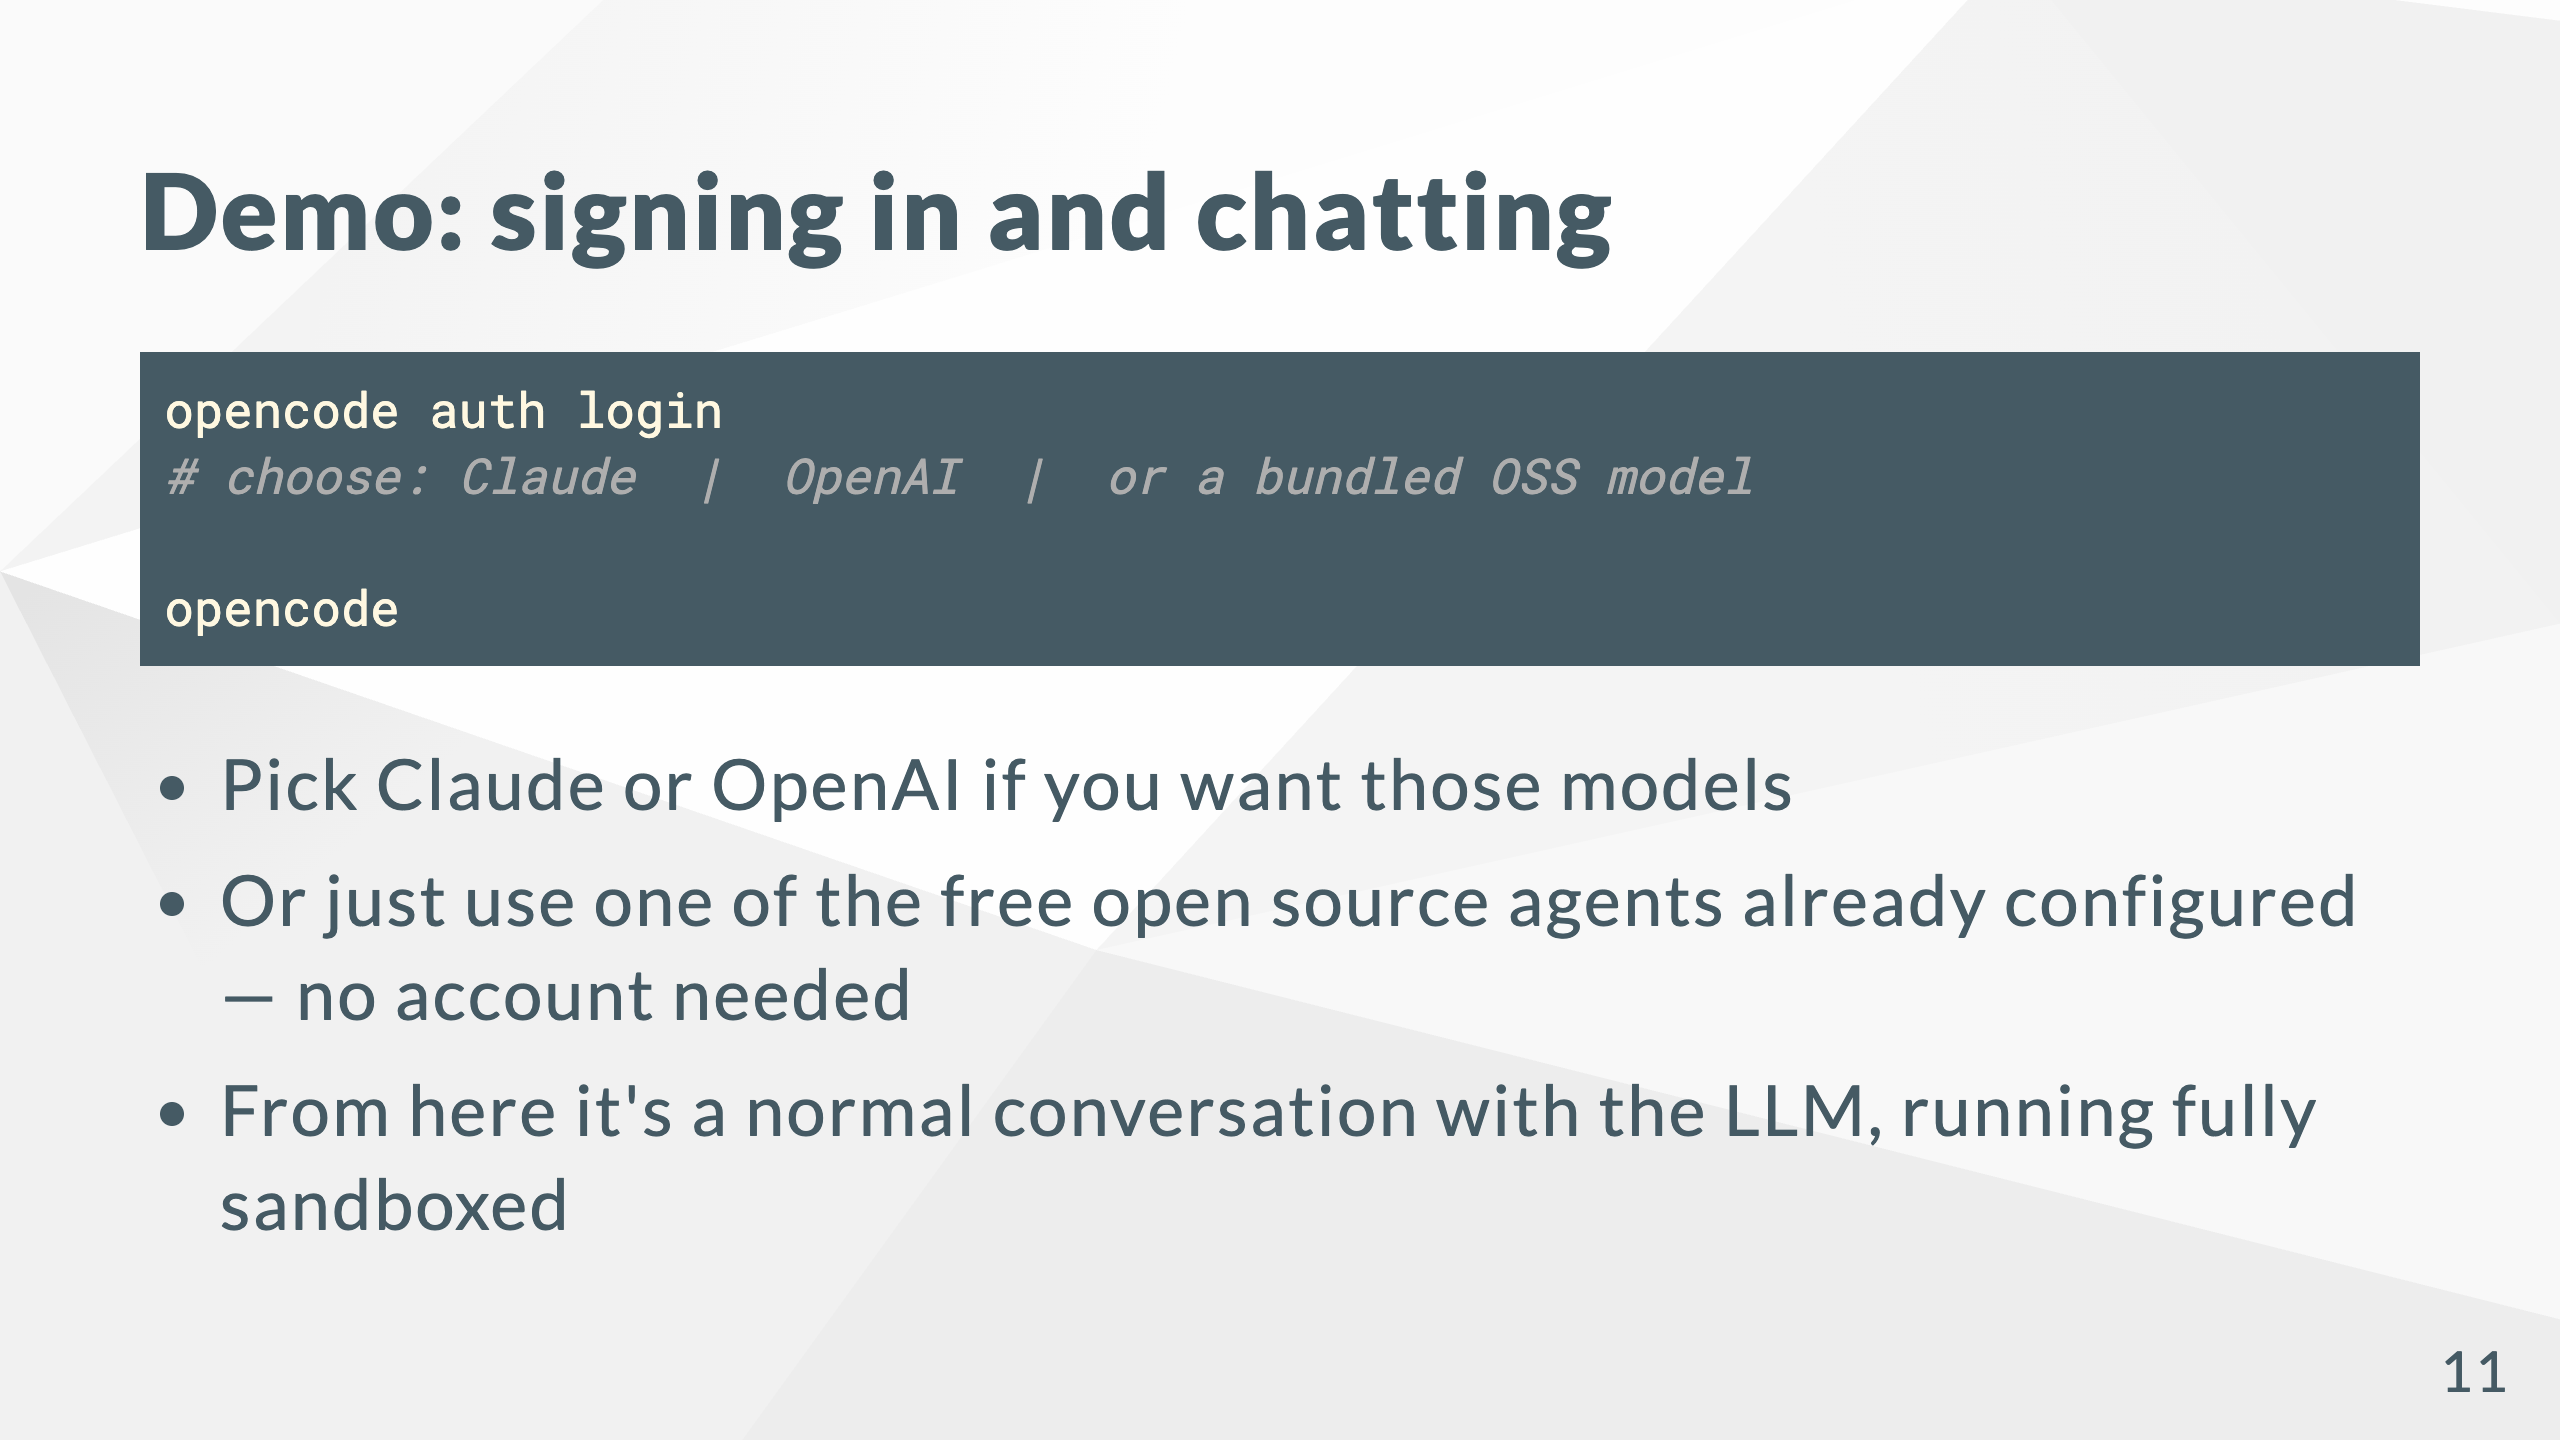 Demo: signing in and chatting
opencode auth login
# choose: Claude  |  OpenAI  |  or a bundled OSS model
opencode
• Pick Claude or OpenAI if you want those models
• Or just use one of the free open source agents already configured
— no account needed
• From here it's a normal conversation with the LLM, running fully
sandboxed
11